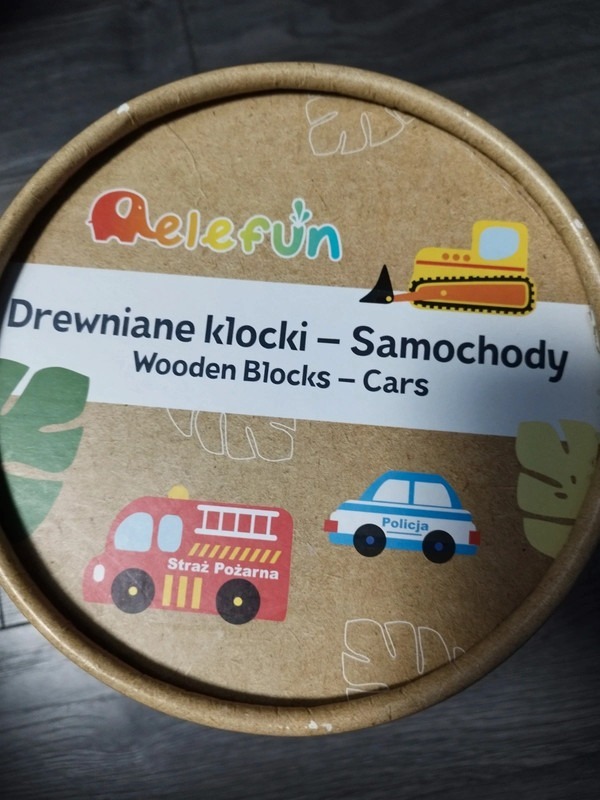 elefun
Drewniane klocki – Samochody
Wooden Blocks – Cars
Policja
Straż Pożarna